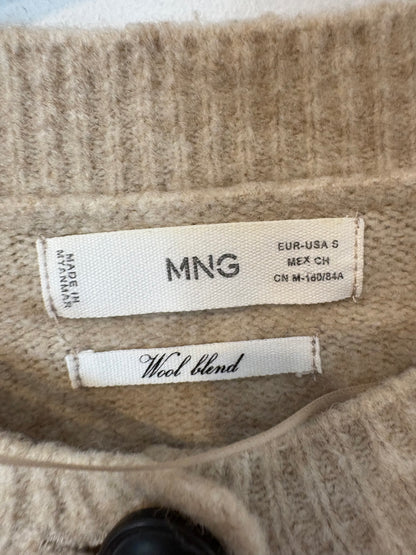 MADE IN
MYANMAR
MNG
EUR-USA S
MEX CH
CN M-160/84A
Wool blend